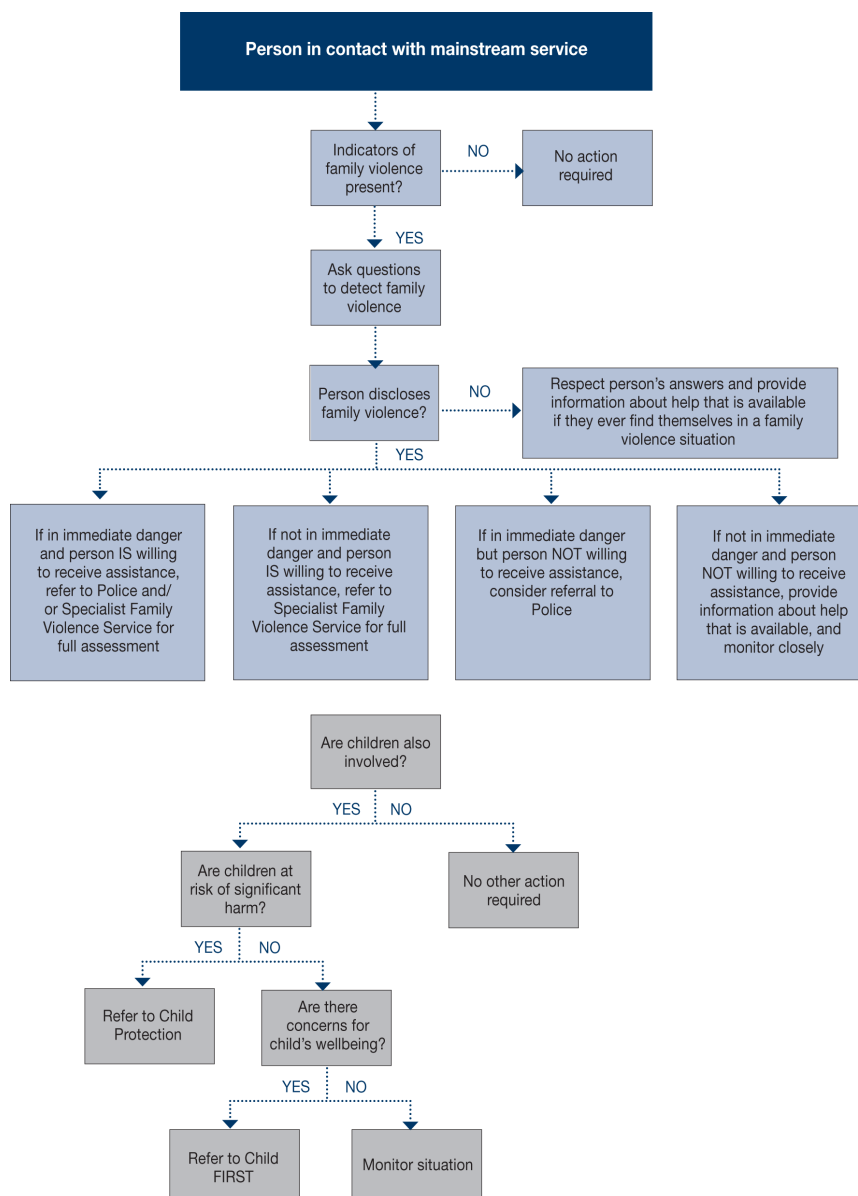 Person in contact with mainstream service
Indicators of
family violence
present?
NO
No action
required
YES
Ask questions
to detect family
violence
Person discloses
family violence?
NO
Respect person's answers and provide
information about help that is available
if they ever find themselves in a family
violence situation
YES
If in immediate danger
and person IS willing
to receive assistance,
refer to Police and/
or Specialist Family
Violence Service for
full assessment
If not in immediate
danger and person
IS willing to receive
assistance, refer to
Specialist Family
Violence Service for full
assessment
If in immediate danger
but person NOT willing
to receive assistance,
consider referral to
Police
If not in immediate
danger and person
NOT willing to receive
assistance, provide
information about help
that is available, and
monitor closely
Are children also
involved?
YES
NO
Are children at
risk of significant
harm?
No other action
required
YES
NO
Refer to Child
Protection
Are there
concerns for
child's wellbeing?
YES
NO
Refer to Child
FIRST
Monitor situation